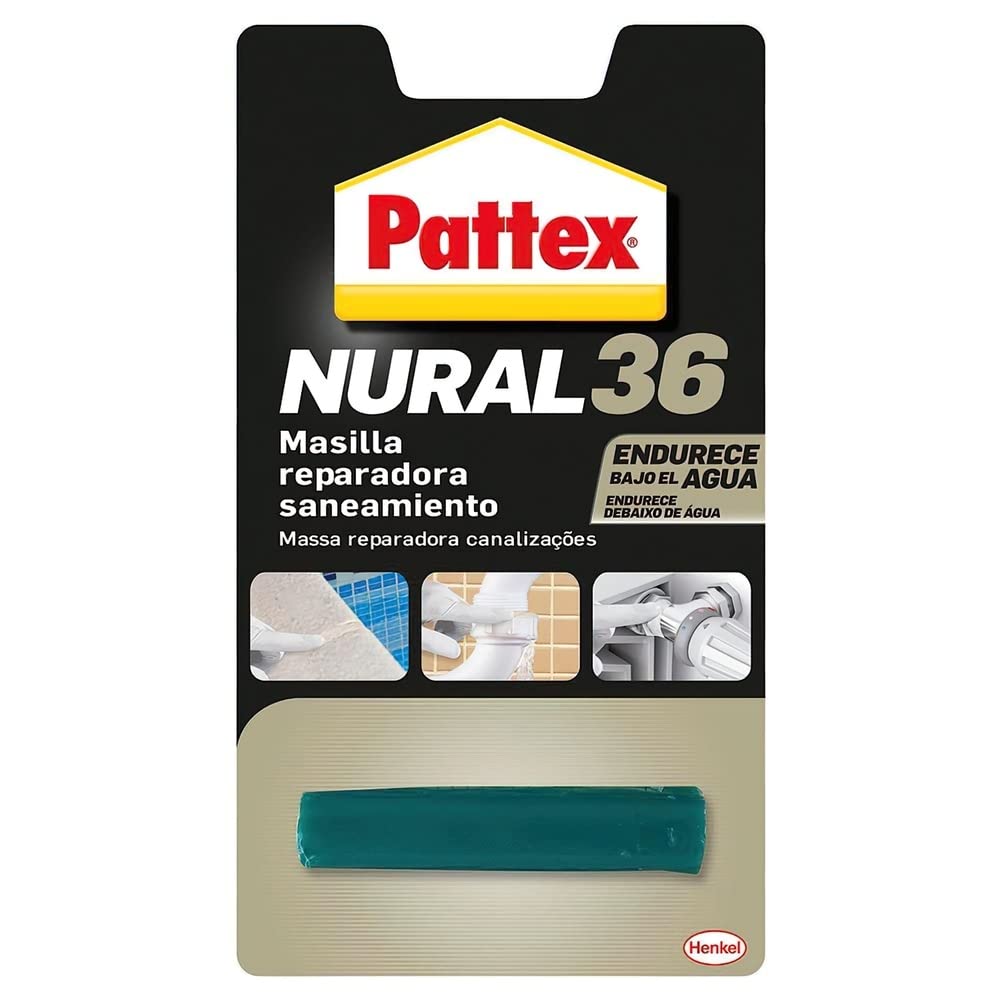 Pattex®
NURAL 36
Masilla
reparadora
saneamiento
Massa reparadora canalizações
ENDURECE
BAJO EL AGUA
ENDURECE
DEBAIXO DE ÁGUA
Henkel